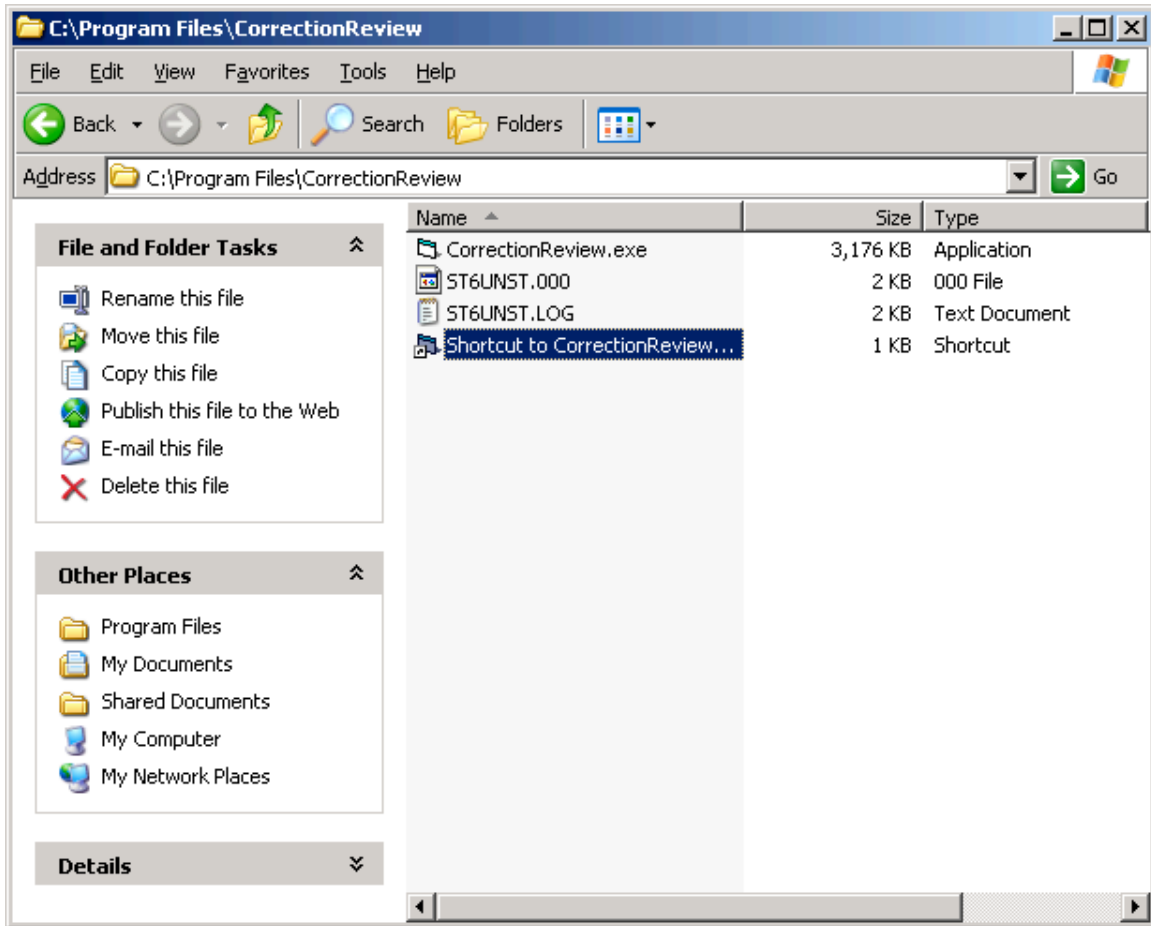 C:\Program Files\CorrectionReview
File Edit View Favorites Tools Help
Back Search Folders
Address C:\Program Files\CorrectionReview Go
File and Folder Tasks
Rename this file
Move this file
Copy this file
Publish this file to the Web
E-mail this file
Delete this file
Other Places
Program Files
My Documents
Shared Documents
My Computer
My Network Places
Details
Name Size Type
CorrectionReview.exe 3,176 KB Application
ST6UNST.000 2 KB 000 File
ST6UNST.LOG 2 KB Text Document
Shortcut to CorrectionReview... 1 KB Shortcut